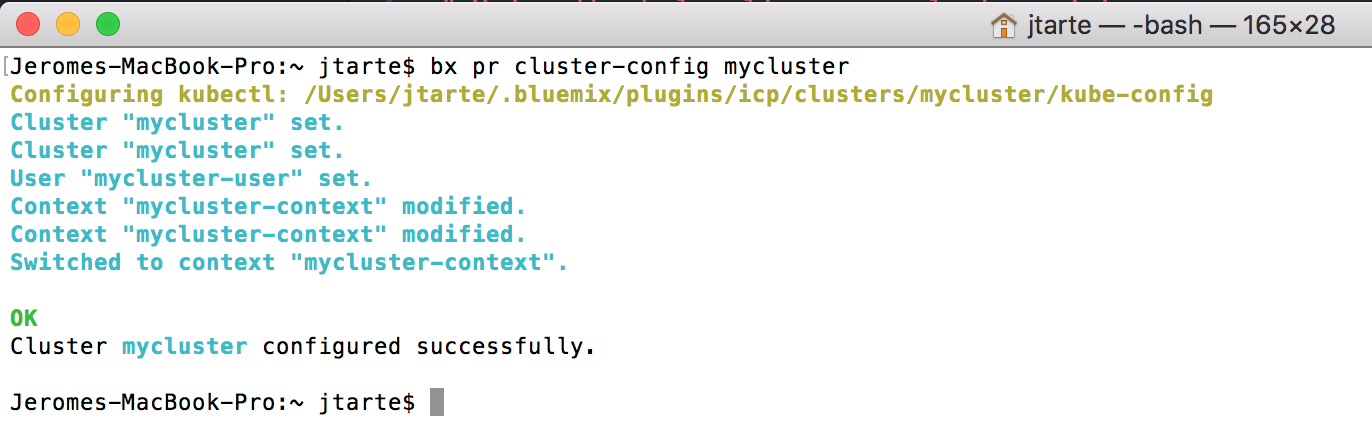 jtarte — -bash — 165×28
[Jeromes-MacBook-Pro:~ jtarte$ bx pr cluster-config mycluster
Configuring kubectl: /Users/jtarte/.bluemix/plugins/icp/clusters/mycluster/kube-config
Cluster "mycluster" set.
Cluster "mycluster" set.
User "mycluster-user" set.
Context "mycluster-context" modified.
Context "mycluster-context" modified.
Switched to context "mycluster-context".
OK
Cluster mycluster configured successfully.
Jeromes-MacBook-Pro:~ jtarte$